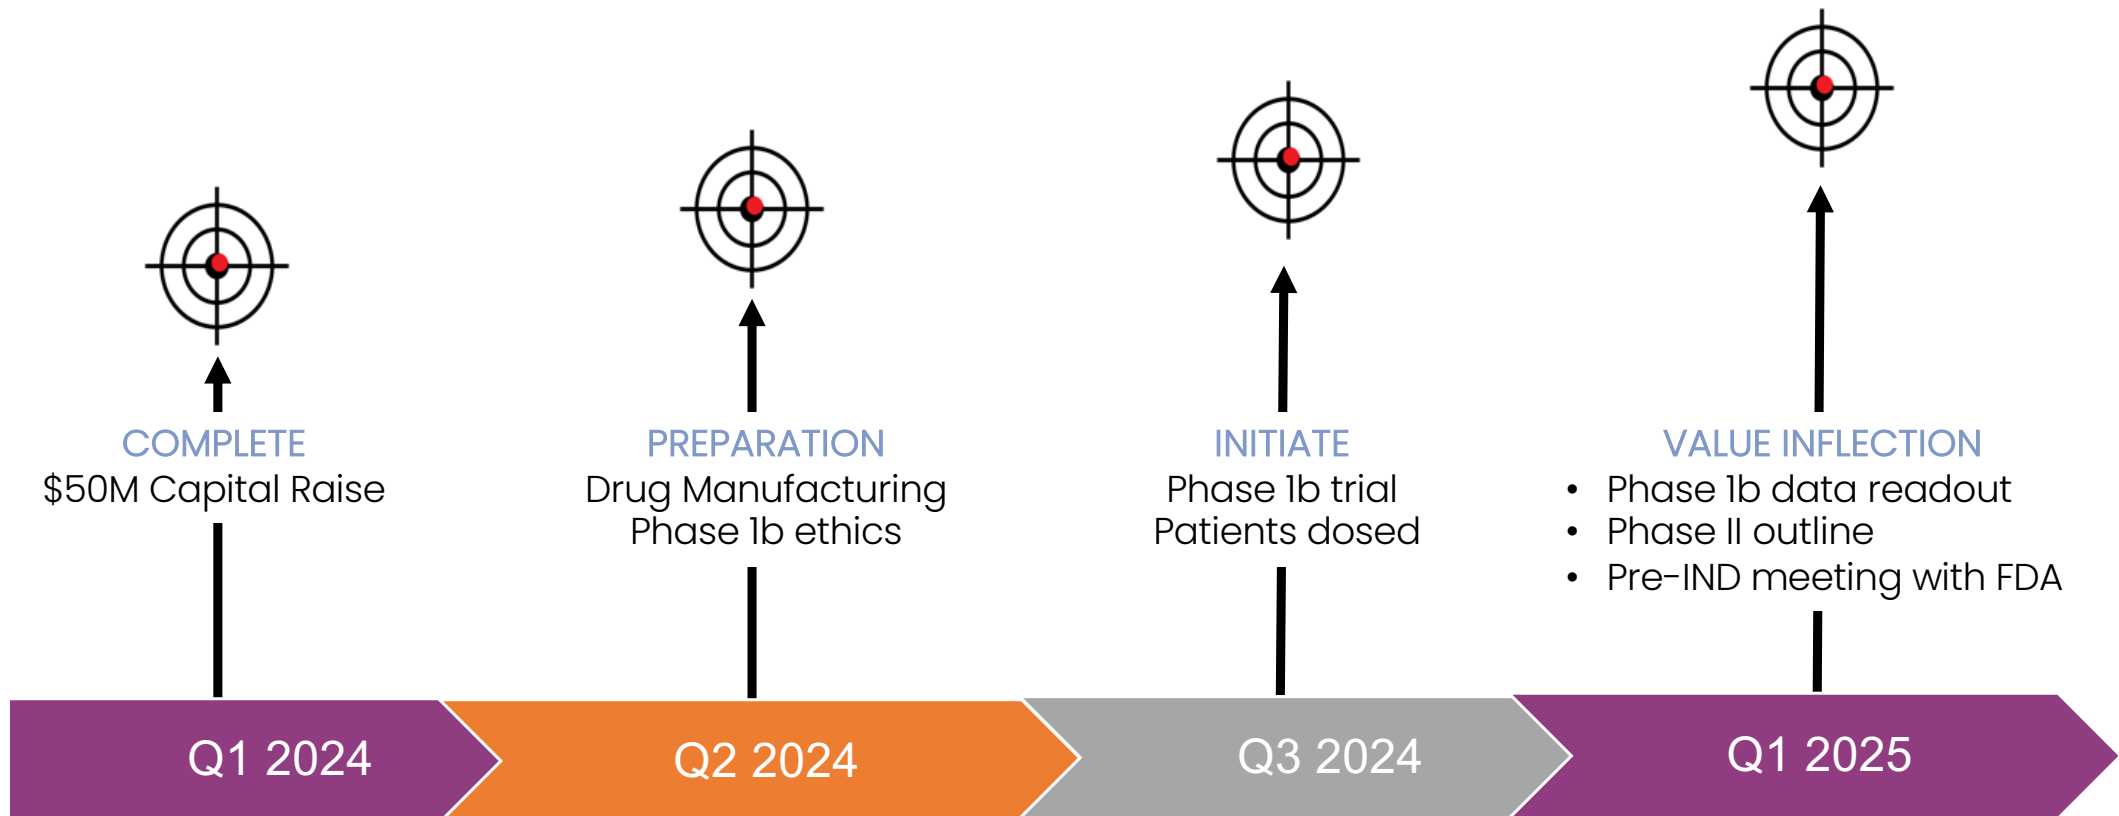 COMPLETE
$50M Capital Raise
PREPARATION
Drug Manufacturing
Phase 1b ethics
INITIATE
Phase 1b trial
Patients dosed
VALUE INFLECTION
• Phase 1b data readout
• Phase II outline
• Pre-IND meeting with FDA
Q1 2024
Q2 2024
Q3 2024
Q1 2025